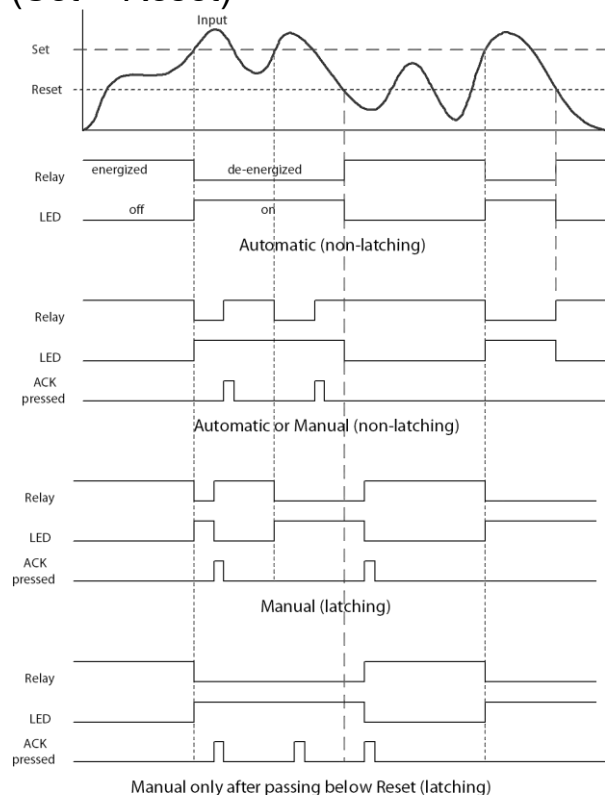 (Set Reset)
Input
Set
Reset
Relay energized de-energized
LED off on
Automatic (non-latching)
Relay
LED
ACK
pressed
Automatic or Manual (non-latching)
Relay
LED
ACK
pressed
Manual (latching)
Relay
LED
ACK
pressed
Manual only after passing below Reset (latching)